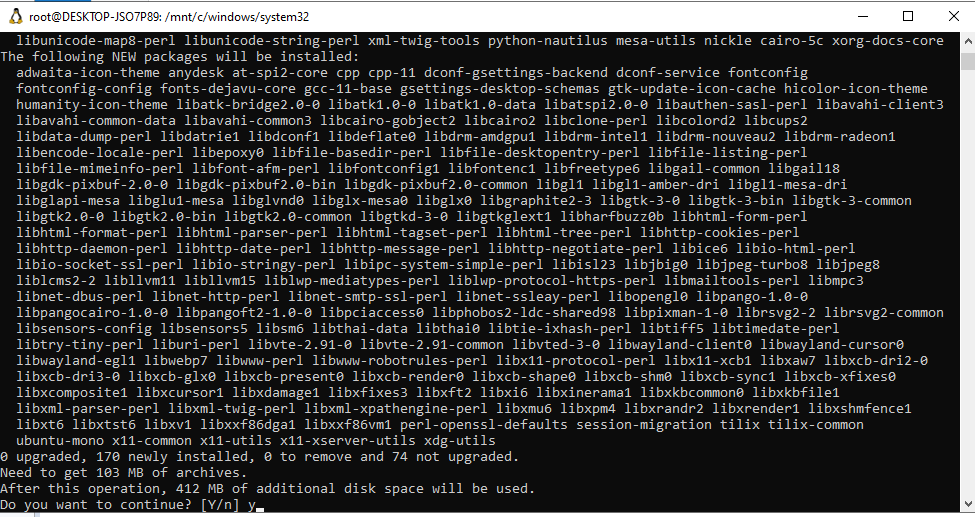 root@DESKTOP-JSO7P89: /mnt/c/windows/system32
libunicode-map8-perl libunicode-string-perl xml-twig-tools python-nautilus mesa-utils nickle cairo-5c xorg-docs-core
The following NEW packages will be installed:
adwaita-icon-theme anydesk at-spi2-core cpp cpp-11 dconf-gsettings-backend dconf-service fontconfig
fontconfig-config fonts-dejavu-core gcc-11-base gsettings-desktop-schemas gtk-update-icon-cache hicolor-icon-theme
humanity-icon-theme libatk-bridge2.0-0 libatk1.0-0 libatk1.0-data libatspi2.0-0 libauthen-sasl-perl libavahi-client3
libavahi-common-data libavahi-common3 libcairo-gobject2 libcairo2 libclone-perl libcolord2 libcups2
libdata-dump-perl libdatrie1 libdconf1 libdeflate0 libdrm-amdgpu1 libdrm-intel1 libdrm-nouveau2 libdrm-radeon1
libencode-locale-perl libepoxy0 libfile-basedir-perl libfile-desktopentry-perl libfile-listing-perl
libfile-mimeinfo-perl libfont-afm-perl libfontconfig1 libfontenc1 libfreetype6 libgail-common libgail18
libgdk-pixbuf-2.0-0 libgdk-pixbuf2.0-bin libgdk-pixbuf2.0-common libgl1 libgl1-amber-dri libgl1-mesa-dri
libglapi-mesa libglu1-mesa libglvnd0 libglx-mesa0 libglx0 libgraphite2-3 libgtk-3-0 libgtk-3-bin libgtk-3-common
libgtk2.0-0 libgtk2.0-bin libgtk2.0-common libgtkd-3-0 libgtkglext1 libharfbuzz0b libhtml-form-perl
libhtml-format-perl libhtml-parser-perl libhtml-tagset-perl libhtml-tree-perl libhttp-cookies-perl
libhttp-daemon-perl libhttp-date-perl libhttp-message-perl libhttp-negotiate-perl libice6 libio-html-perl
libio-socket-ssl-perl libio-stringy-perl libipc-system-simple-perl libisl23 libjbig0 libjpeg-turbo8 libjpeg8
liblcms2-2 libllvm11 libllvm15 liblwp-mediatypes-perl liblwp-protocol-https-perl libmailtools-perl libmpc3
libnet-dbus-perl libnet-http-perl libnet-smtp-ssl-perl libnet-ssleay-perl libopengl0 libpango-1.0-0
libpangocairo-1.0-0 libpangoft2-1.0-0 libpciaccess0 libphobos2-ldc-shared98 libpixman-1-0 librsvg2-2 librsvg2-common
libsensors-config libsensors5 libsm6 libthai-data libthai0 libtie-ixhash-perl libtiff5 libtimedate-perl
libtry-tiny-perl liburi-perl libvte-2.91-0 libvte-2.91-common libvted-3-0 libwayland-client0 libwayland-cursor0
libwayland-egl1 libwebp7 libwww-perl libwww-robotrules-perl libx11-protocol-perl libx11-xcb1 libxaw7 libxcb-dri2-0
libxcb-dri3-0 libxcb-glx0 libxcb-present0 libxcb-render0 libxcb-shape0 libxcb-shm0 libxcb-sync1 libxcb-xfixes0
libxcomposite1 libxcursor1 libxdamage1 libxfixes3 libxft2 libxi6 libxinerama1 libxkbcommon0 libxkbfile1
libxml-parser-perl libxml-twig-perl libxml-xpathengine-perl libxmu6 libxpm4 libxrandr2 libxrender1 libxshmfence1
libxt6 libxtst6 libxv1 libxxf86dga1 libxxf86vm1 perl-openssl-defaults session-migration tilix tilix-common
ubuntu-mono x11-common x11-utils x11-xserver-utils xdg-utils
0 upgraded, 170 newly installed, 0 to remove and 74 not upgraded.
Need to get 103 MB of archives.
After this operation, 412 MB of additional disk space will be used.
Do you want to continue? [Y/n] y